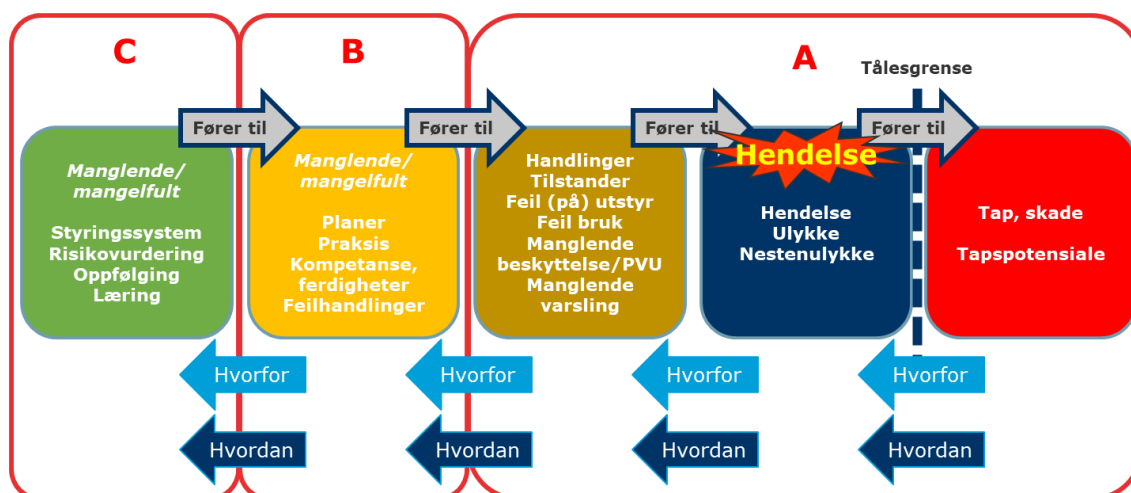 C
B
A
Tålesgrense
Fører til
Fører til
Fører til
Fører til
Manglende/
mangelfult
Styringssystem
Risikovurdering
Oppfølging
Læring
Manglende/
mangelfult
Planer
Praksis
Kompetanse,
ferdigheter
Feilhandlinger
Handlinger
Tilstander
Feil (på) utstyr
Feil bruk
Manglende
beskyttelse/PVU
Manglende
varsling
Hendelse
Hendelse
Ulykke
Nestenulykke
Tap, skade
Tapspotensiale
Hvorfor
Hvorfor
Hvorfor
Hvorfor
Hvordan
Hvordan
Hvordan
Hvordan